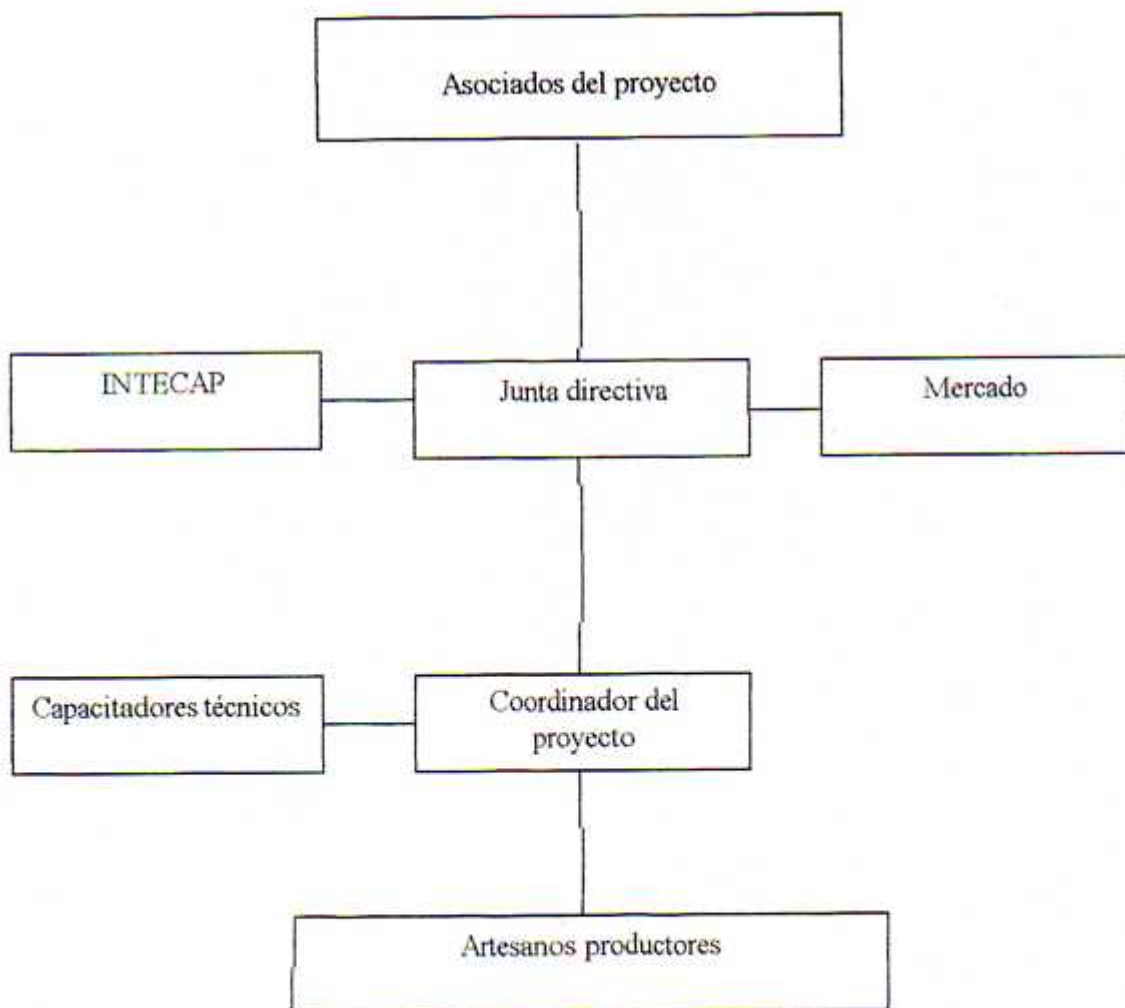 Asociados del proyecto
INTECAP
Junta directiva
Mercado
Capacitadores técnicos
Coordinador del
proyecto
Artesanos productores